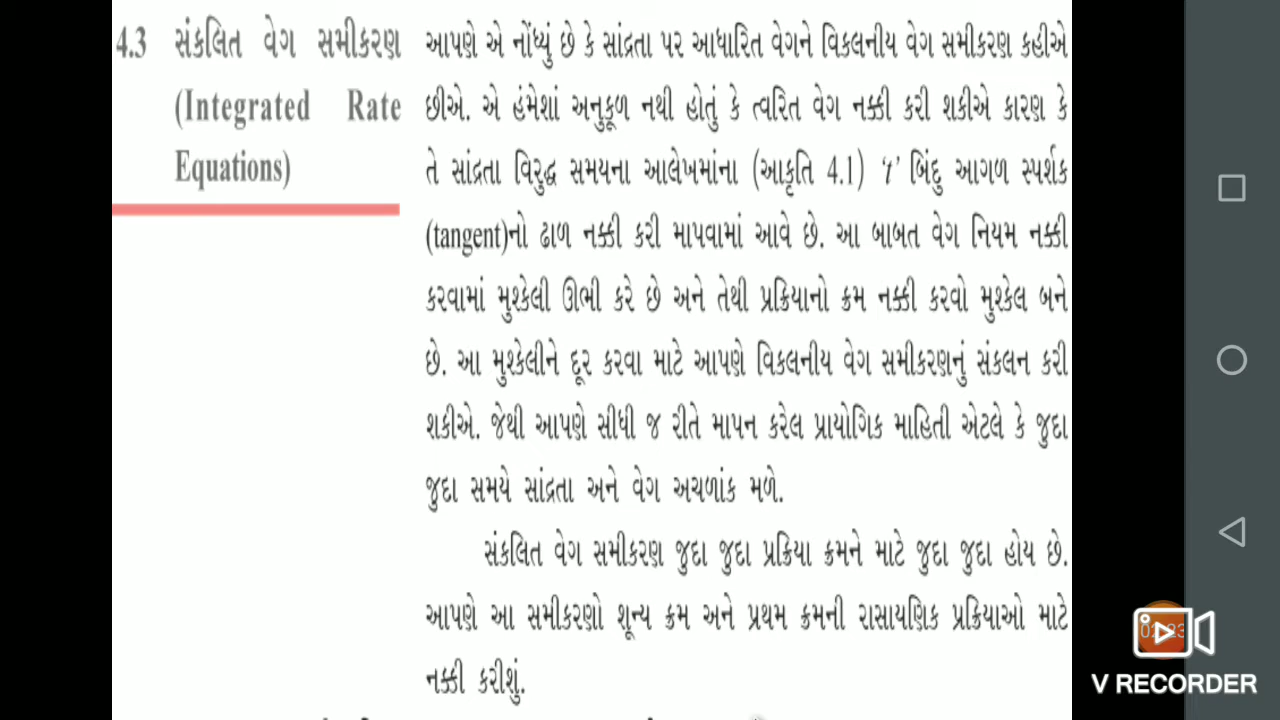 4.3 સંકલિત વેગ સમીકરણ
(Integrated Rate
Equations)
આપણે એ નોંધ્યું છે કે સાંદ્રતા પર આધારિત વેગને વિકલનીય વેગ સમીકરણ કહીએ
છીએ. એ હંમેશાં અનુકૂળ નથી હોતું કે ત્વરિત વેગ નક્કી કરી શકીએ કારણ કે
તે સાંદ્રતા વિરુદ્ધ સમયના આલેખમાંના (આકૃતિ 4.1) ‘t’ બિંદુ આગળ સ્પર્શક
(tangent)નો ઢાળ નક્કી કરી માપવામાં આવે છે. આ બાબત વેગ નિયમ નક્કી
કરવામાં મુશ્કેલી ઊભી કરે છે અને તેથી પ્રક્રિયાનો ક્રમ નક્કી કરવો મુશ્કેલ બને
છે. આ મુશ્કેલીને દૂર કરવા માટે આપણે વિકલનીય વેગ સમીકરણનું સંકલન કરી
શકીએ. જેથી આપણે સીધી જ રીતે માપન કરેલ પ્રાયોગિક માહિતી એટલે કે જુદા
જુદા સમયે સાંદ્રતા અને વેગ અચળાંક મળે.
સંકલિત વેગ સમીકરણ જુદા જુદા પ્રક્રિયા ક્રમને માટે જુદા જુદા હોય છે.
આપણે આ સમીકરણો શૂન્ય ક્રમ અને પ્રથમ ક્રમની રાસાયણિક પ્રક્રિયાઓ માટે
નક્કી કરીશું.
V RECORDER